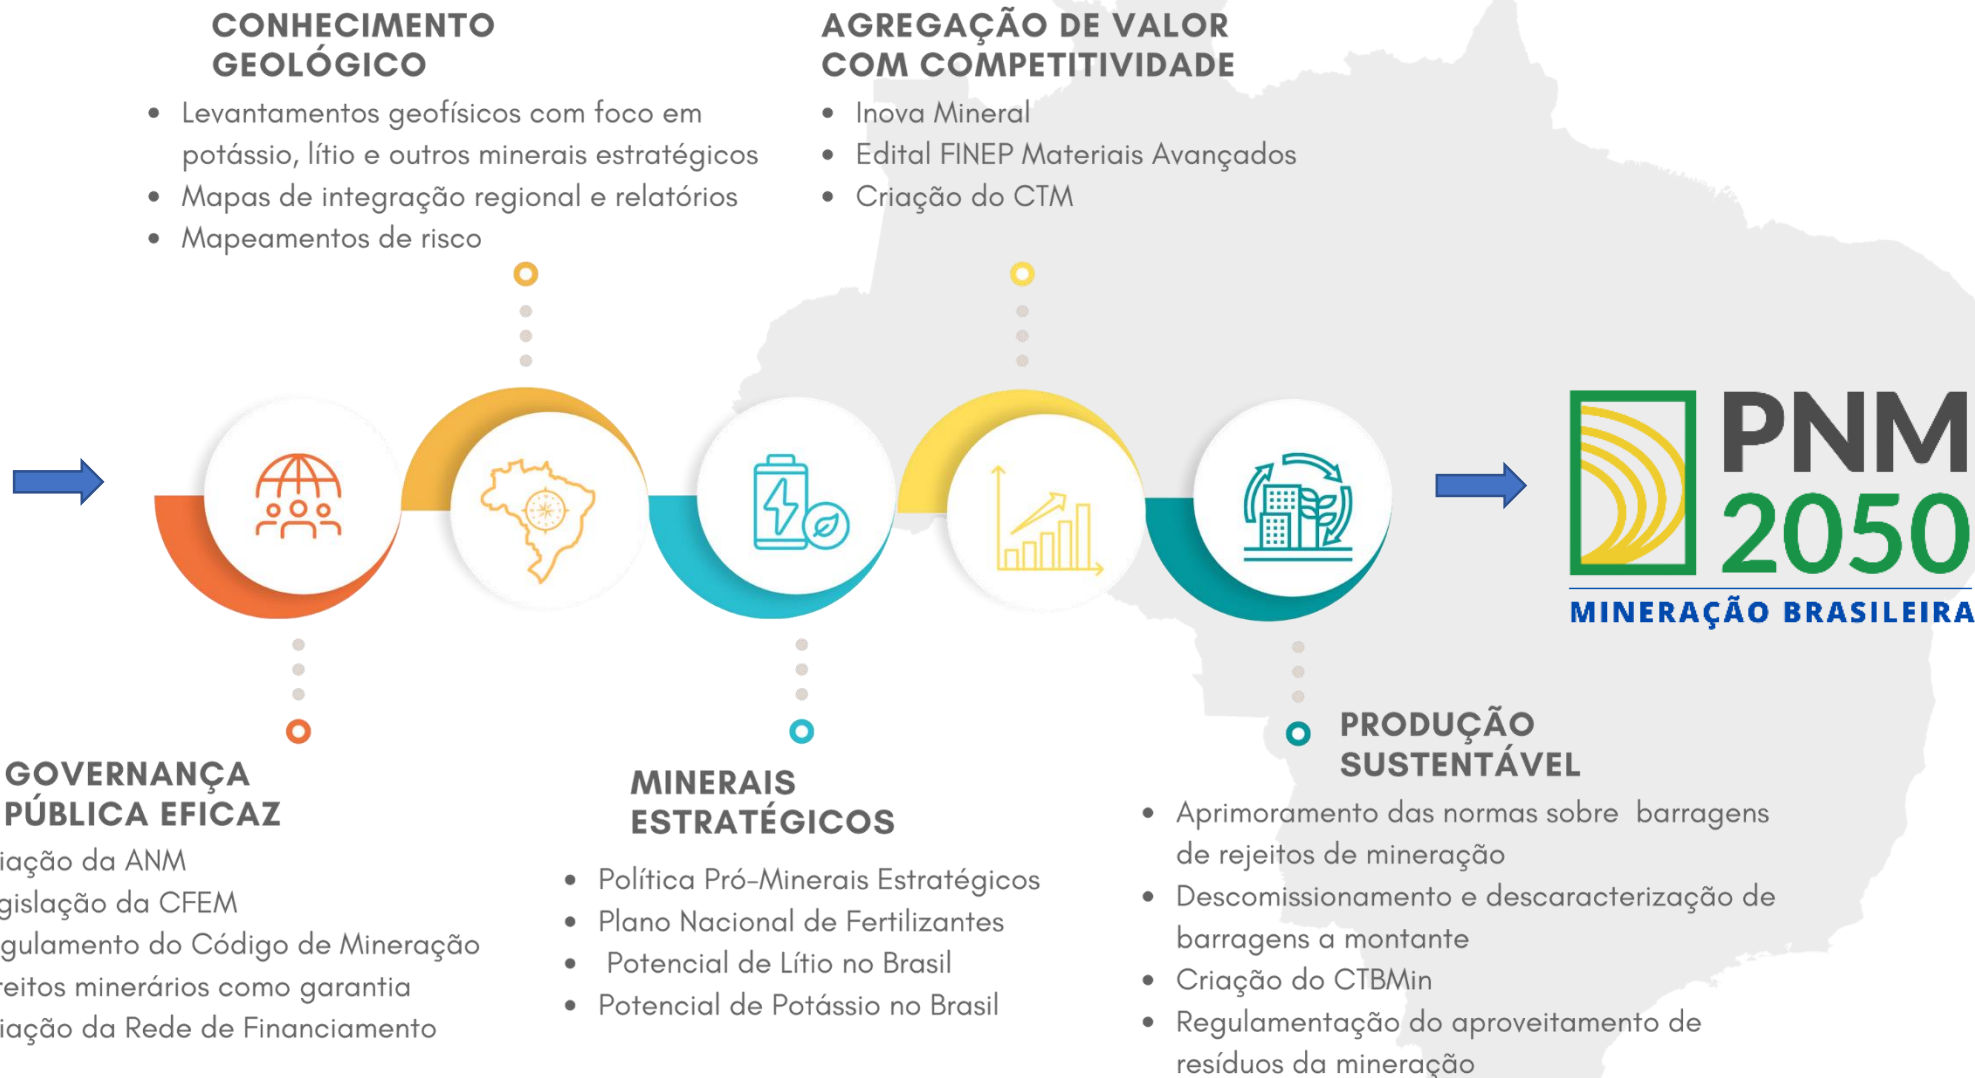 CONHECIMENTO
GEOLÓGICO
• Levantamentos geofísicos com foco em
potássio, lítio e outros minerais estratégicos
• Mapas de integração regional e relatórios
• Mapeamentos de risco
AGREGAÇÃO DE VALOR
COM COMPETITIVIDADE
• Inova Mineral
• Edital FINEP Materiais Avançados
• Criação do CTM
PNM
2050
MINERAÇÃO BRASILEIRA
GOVERNANÇA
PÚBLICA EFICAZ
iação da ANM
gislação da CFEM
gulamento do Código de Mineração
reitos minerários como garantia
iação da Rede de Financiamento
MINERAIS
ESTRATÉGICOS
• Política Pró-Minerais Estratégicos
• Plano Nacional de Fertilizantes
• Potencial de Lítio no Brasil
• Potencial de Potássio no Brasil
PRODUÇÃO
SUSTENTÁVEL
• Aprimoramento das normas sobre barragens
de rejeitos de mineração
• Descomissionamento e descaracterização de
barragens a montante
• Criação do CTBMin
• Regulamentação do aproveitamento de
resíduos da mineração